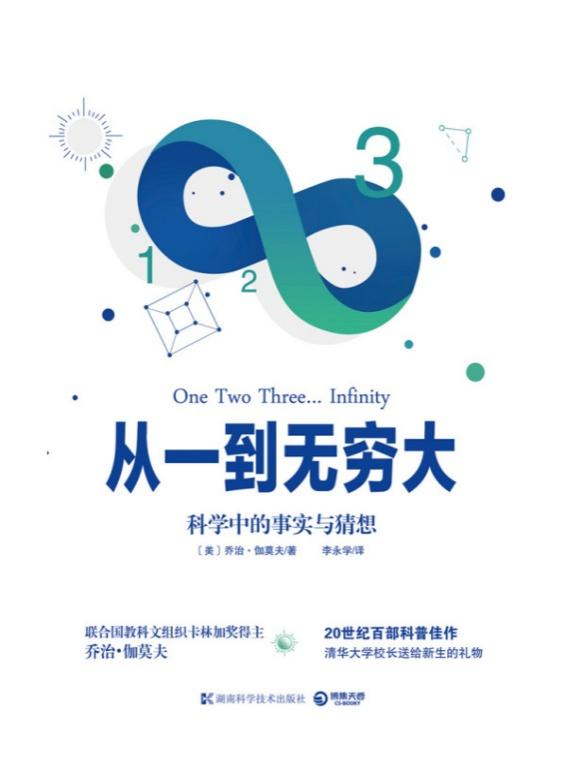 3
1
2
One Two Three... Infinity
从一到无穷大
科学中的事实与猜想
［美］乔治·伽莫夫/著 李永学/译
联合国教科文组织卡林加奖得主
乔治·伽莫夫
20世纪百部科普佳作
清华大学校长送给新生的礼物
湖南科学技术出版社 博集天卷
CS-BOOKY